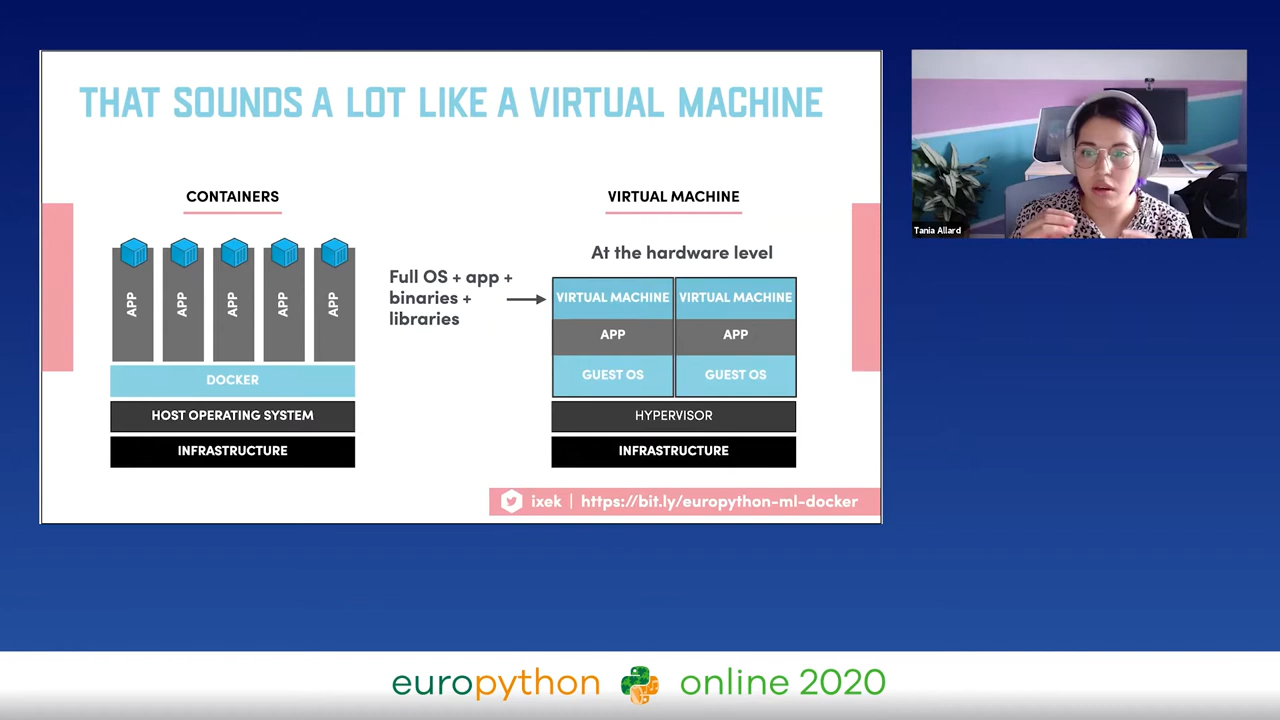 THAT SOUNDS A LOT LIKE A VIRTUAL MACHINE
CONTAINERS
APP
APP
APP
APP
APP
DOCKER
HOST OPERATING SYSTEM
INFRASTRUCTURE
Full OS + app +
binaries +
libraries
VIRTUAL MACHINE
At the hardware level
VIRTUAL MACHINE
VIRTUAL MACHINE
APP
APP
GUEST OS
GUEST OS
HYPERVISOR
INFRASTRUCTURE
ixek | https://bit.ly/europython-ml-docker
Tania Allard
europython online 2020